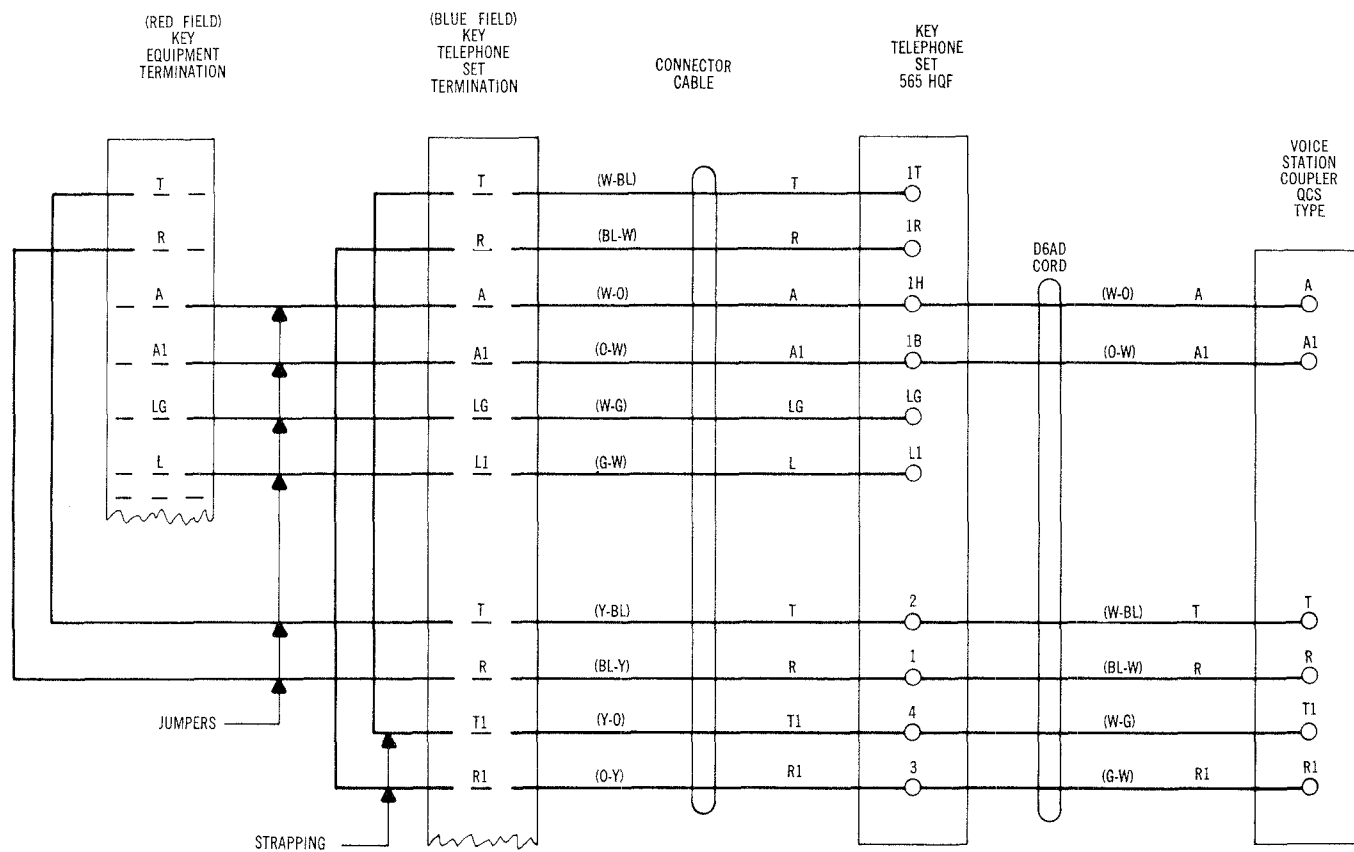 (RED FIELD)
KEY
EQUIPMENT
TERMINATION
(BLUE FIELD)
KEY
TELEPHONE
SET
TERMINATION
CONNECTOR
CABLE
KEY
TELEPHONE
SET
565 HQF
VOICE
STATION
COUPLER
QCS
TYPE
D6AD
CORD
T T (W-BL) T 1T
R R (BL-W) R 1R
A A (W-O) A 1H (W-O) A A
A1 A1 (O-W) A1 1B (O-W) A1 A1
LG LG (W-G) LG LG
L L1 (G-W) L L1
T (Y-BL) T 2 (W-BL) T T
R (BL-Y) R 1 (BL-W) R R
JUMPERS
T1 (Y-O) T1 4 (W-G) T1
R1 (O-Y) R1 3 (G-W) R1 R1
STRAPPING